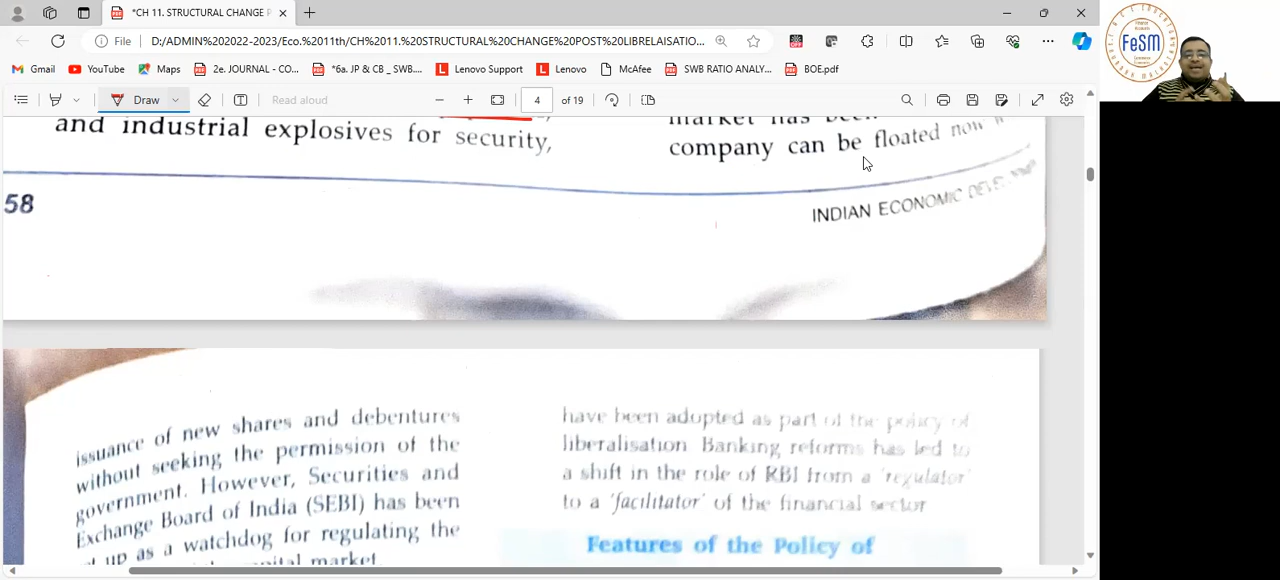 *CH 11. STRUCTURAL CHANGE P
File
D:/ADMIN%202022-2023/Eco.%2011th/CH%2011.%20STRUCTURAL%20CHANGE%20POST%20LIBRELAISATIO...
Gmail YouTube Maps 2e. JOURNAL - CO... *6a. JP & CB _ SWB.... Lenovo Support Lenovo McAfee SWB RATIO ANALY... BOE.pdf
Draw Read aloud 4 of 19
FeSM
and industrial explosives for security,
market has
company can be floated now
58
INDIAN ECONOMIC
issuance of new shares and debentures
without seeking the permission of the
government. However, Securities and
Exchange Board of India (SEBI) has been
up as a watchdog for regulating the
market.
have been adopted as part of the policy of
liberalisation Banking reforms has led to
a shift in the role of RBI from a 'regulator'
to a 'facilitator' of the financial sector
Features of the Policy of